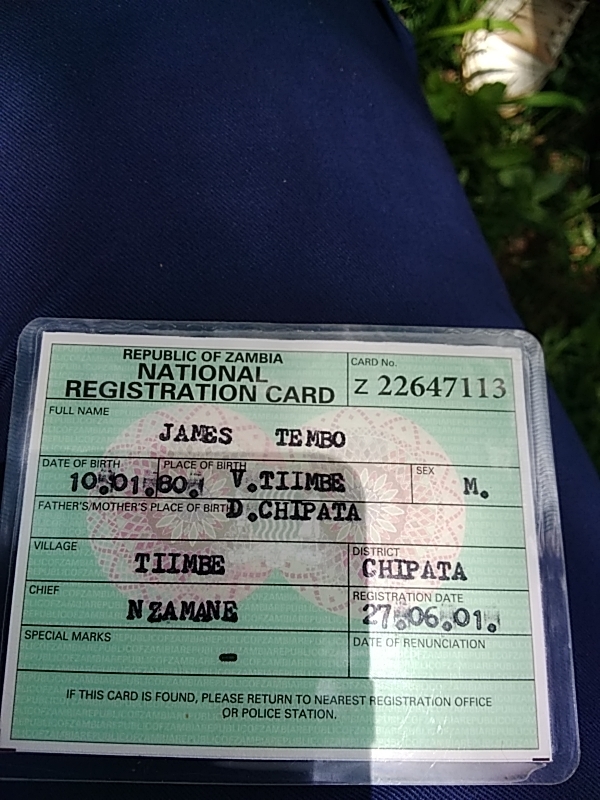 REPUBLIC OF ZAMBIA
NATIONAL
REGISTRATION CARD
CARD No.
Z 22647113
FULL NAME
JAMES TEMBO
DATE OF BIRTH
10.01.80.
PLACE OF BIRTH
V.TIIMBE
SEX
M.
FATHER'S/MOTHER'S PLACE OF BIRTH
D.CHIPATA
VILLAGE
TIIMBE
DISTRICT
CHIPATA
CHIEF
NZAMANE
REGISTRATION DATE
27.06.01.
SPECIAL MARKS
-
DATE OF RENUNCIATION
IF THIS CARD IS FOUND, PLEASE RETURN TO NEAREST REGISTRATION OFFICE
OR POLICE STATION.